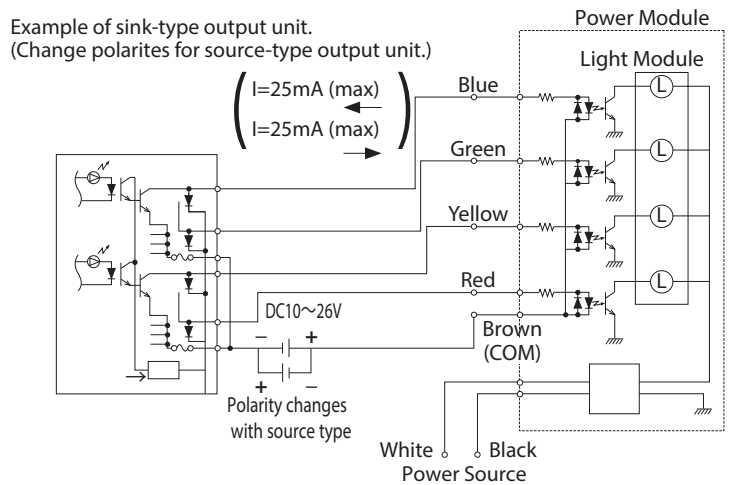 Example of sink-type output unit.
(Change polarites for source-type output unit.)
Power Module
Light Module
I=25mA (max)
I=25mA (max)
Blue
L
Green
L
Yellow
L
Red
L
DC10～26V
Brown
(COM)
− +
+ −
Polarity changes
with source type
White Black
Power Source